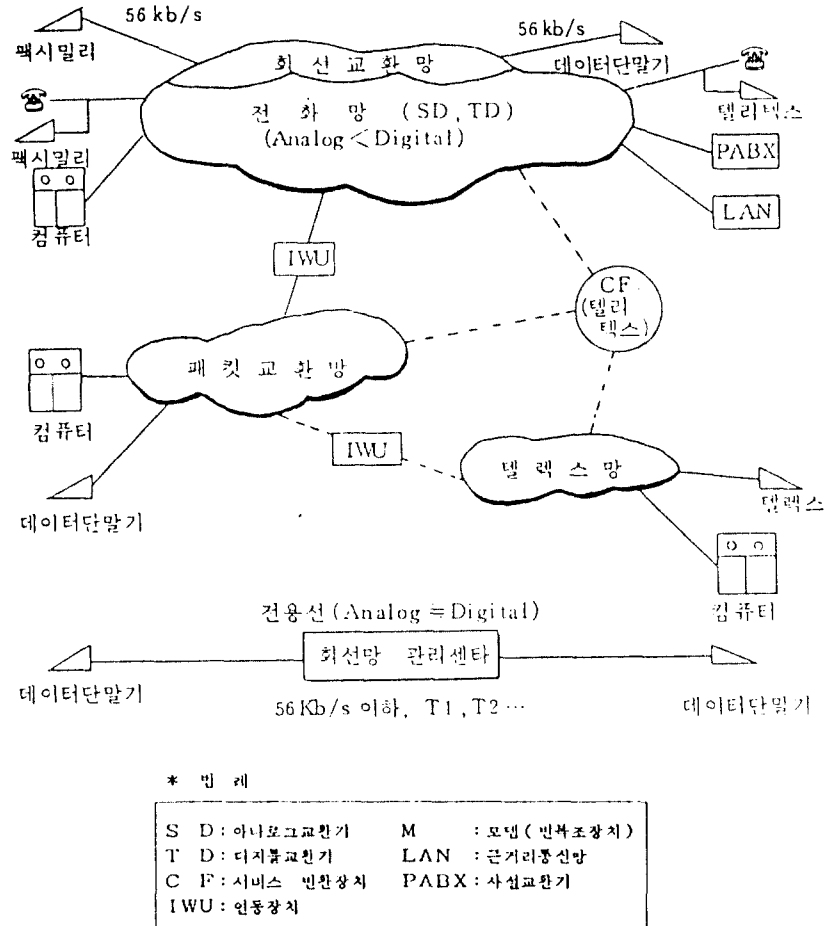 56 kb/s
56 kb/s
팩시밀리
회선교환망
데이터단말기
전 화 망 (SD, TD)
(Analog < Digital)
텔리텍스
팩시밀리
PABX
LAN
컴퓨터
IWU
CF
(텔리
텍스)
패킷교환망
컴퓨터
IWU
텔렉스망
데이터단말기
텔렉스
컴퓨터
전용선 (Analog ≒ Digital)
회선망 관리센타
데이터단말기
56 Kb/s 이하, T1, T2 …
데이터단말기
* 범 례
S D : 아나로그교환기 M : 모뎀 ( 변복조장치 )
T D : 디지틀교환기 LAN : 근거리통신망
C F : 서비스 변환장치 PABX : 사설교환기
IWU : 연동장치